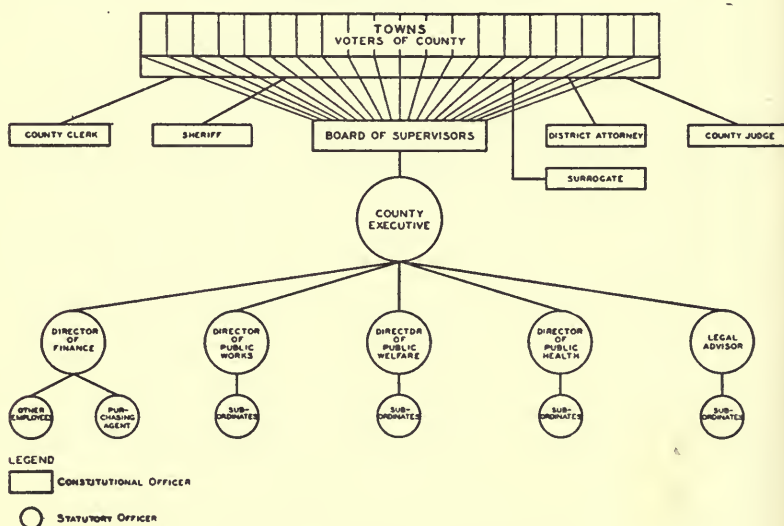 TOWNS
VOTERS OF COUNTY
COUNTY CLERK
SHERIFF
BOARD OF SUPERVISORS
DISTRICT ATTORNEY
COUNTY JUDGE
SURROGATE
COUNTY
EXECUTIVE
DIRECTOR
OF
FINANCE
DIRECTOR
OF
PUBLIC
WORKS
DIRECTOR
OF
PUBLIC
WELFARE
DIRECTOR
OF
PUBLIC
HEALTH
LEGAL
ADVISOR
OTHER
EMPLOYEES
PUR-
CHASING
AGENT
SUB-
ORDINATES
SUB-
ORDINATES
SUB-
ORDINATES
SUB-
ORDINATES
LEGEND
CONSTITUTIONAL OFFICER
STATUTORY OFFICER